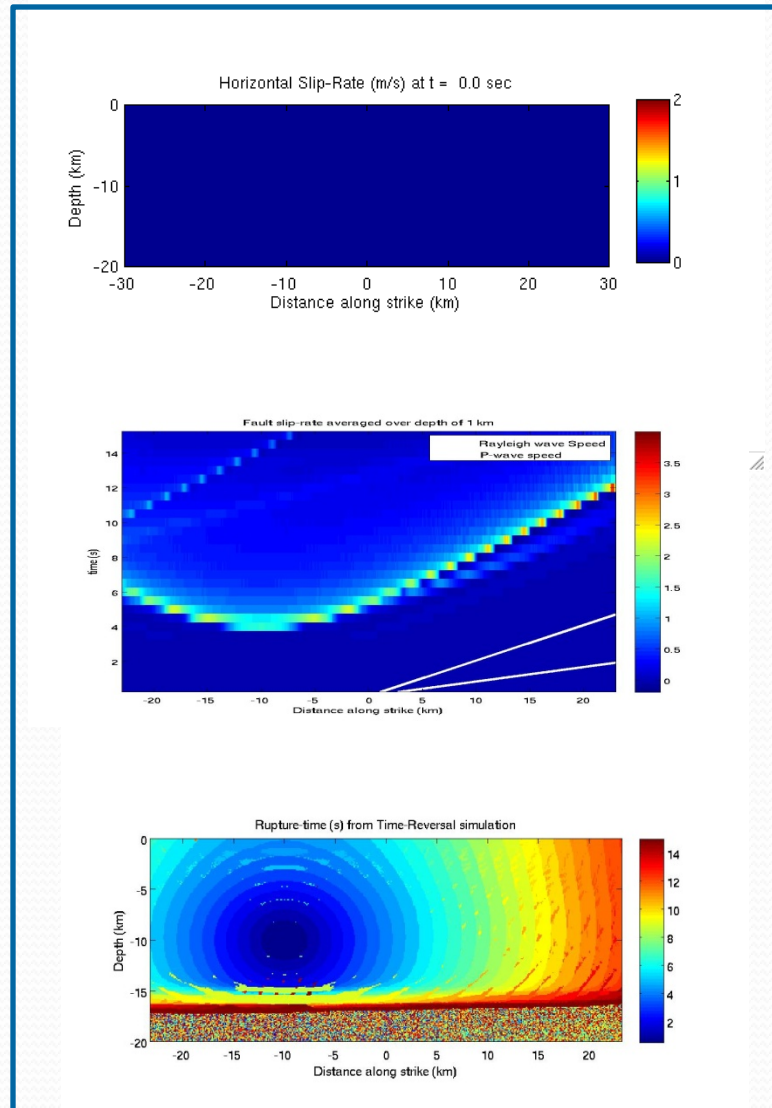 Horizontal Slip-Rate (m/s) at t = 0.0 sec
0
-10
-20
Depth (km)
-30 -20 -10 0 10 20 30
Distance along strike (km)
2
1
0
Fault slip-rate averaged over depth of 1 km
Rayleigh wave Speed
P-wave speed
14
12
10
8
6
4
2
time(s)
-20 -15 -10 -5 0 5 10 15 20
Distance along strike (km)
3.5
3
2.5
2
1.5
1
0.5
0
Rupture-time (s) from Time-Reversal simulation
0
-5
-10
-15
-20
Depth (km)
-20 -15 -10 -5 0 5 10 15 20
Distance along strike (km)
14
12
10
8
6
4
2